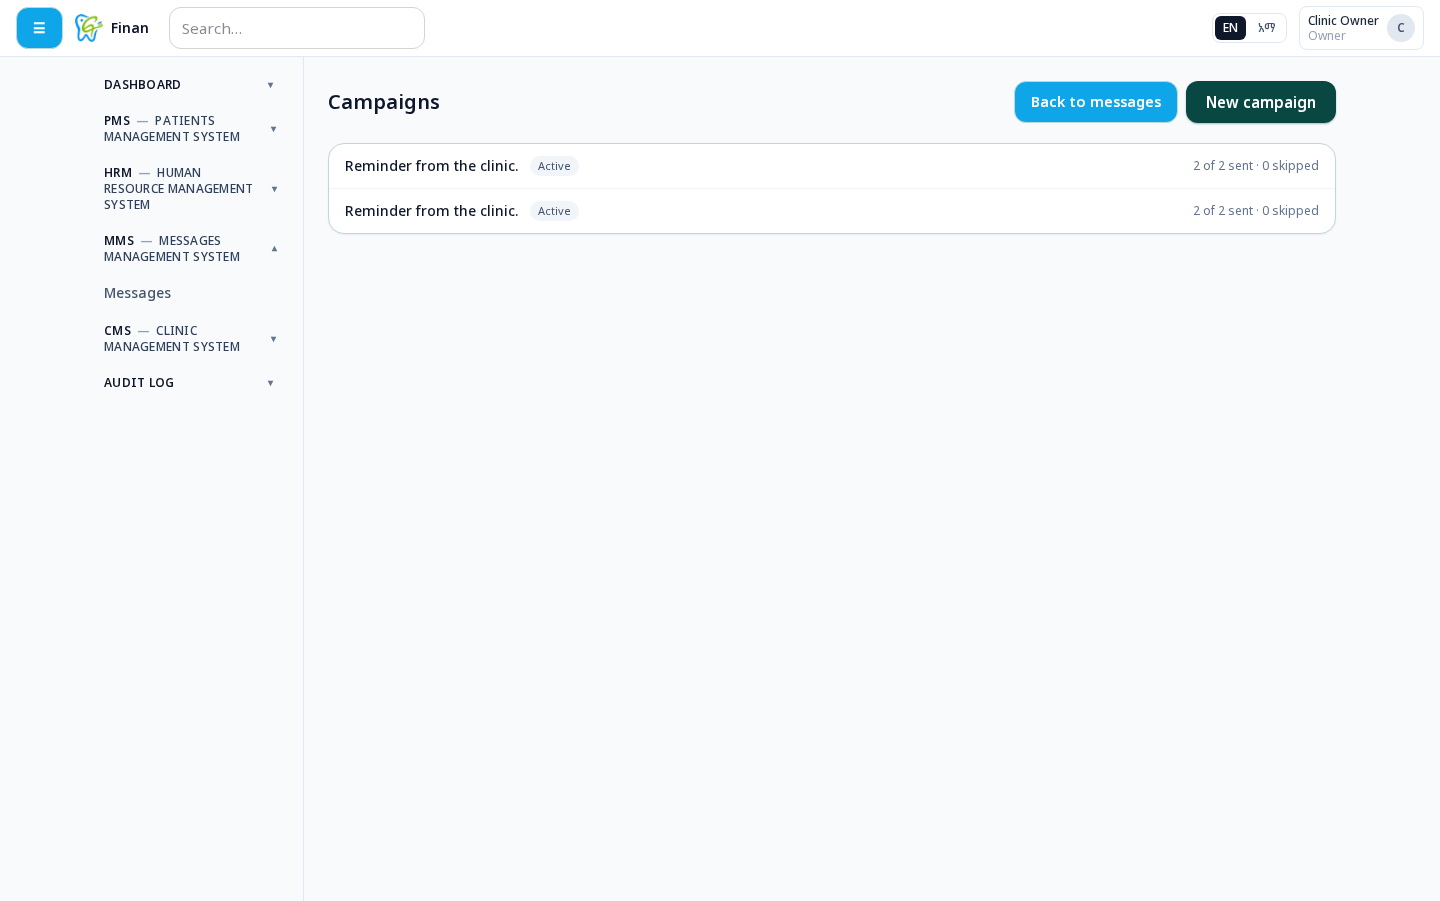 ☰
Finan
Search...
EN
አማ
Clinic Owner
Owner
C
DASHBOARD ▾
PMS — PATIENTS
MANAGEMENT SYSTEM ▾
HRM — HUMAN
RESOURCE MANAGEMENT
SYSTEM ▾
MMS — MESSAGES
MANAGEMENT SYSTEM ▴
Messages
CMS — CLINIC
MANAGEMENT SYSTEM ▾
AUDIT LOG ▾
Campaigns
Back to messages
New campaign
Reminder from the clinic. Active 2 of 2 sent · 0 skipped
Reminder from the clinic. Active 2 of 2 sent · 0 skipped